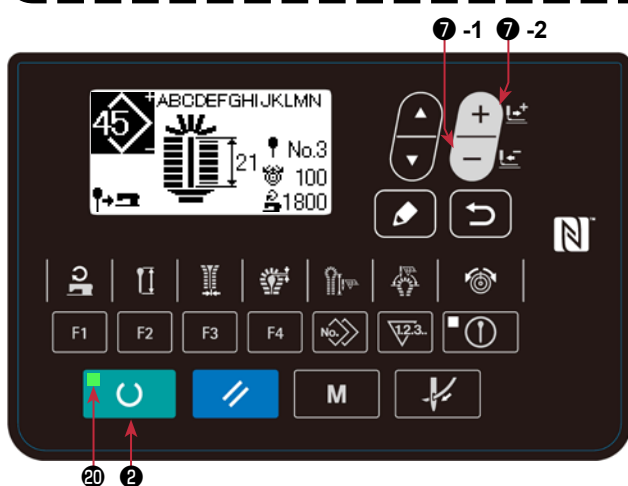 ❼ -1 ❼ -2
45 ABCDEFGHIJKLMN
+
21
No.3
100
1800
−
N
F1 F2 F3 F4 No. 1.2.3..
M
⓴ ❷